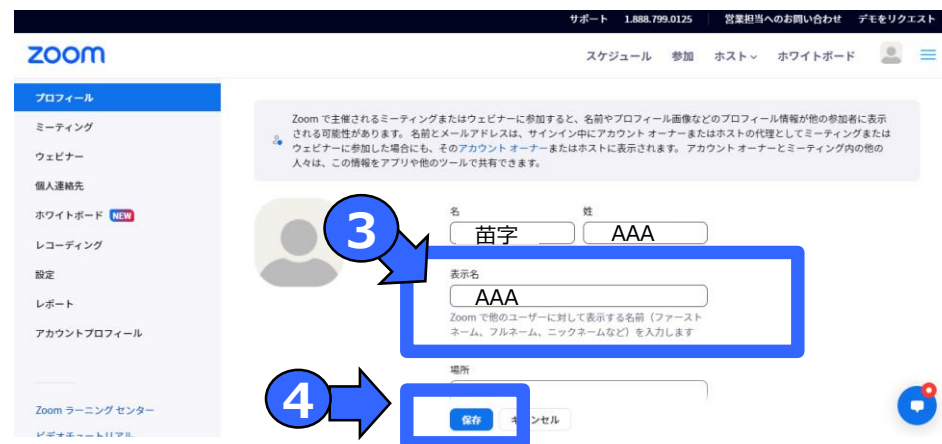 サポート 1.888.799.0125 営業担当へのお問い合わせ デモをリクエスト
zoom スケジュール 参加 ホスト ホワイトボード
プロフィール
ミーティング
ウェビナー
個人連絡先
ホワイトボード NEW
レコーディング
設定
レポート
アカウントプロフィール
Zoom ラーニング センター
ビデオチュートリアル
Zoom で主催されるミーティングまたはウェビナーに参加すると、名前やプロフィール画像などのプロフィール情報が他の参加者に表示
される可能性があります。 名前とメールアドレスは、サインイン中にアカウント オーナーまたはホストの代理としてミーティングまたは
ウェビナーに参加した場合にも、そのアカウント オーナーまたはホストに表示されます。 アカウント オーナーとミーティング内の他の
人々は、この情報をアプリや他のツールで共有できます。
名 姓
苗字 AAA
3
表示名
AAA
Zoom で他のユーザーに対して表示する名前（ファースト
ネーム、フルネーム、ニックネームなど）を入力します
場所
4
保存 キャンセル